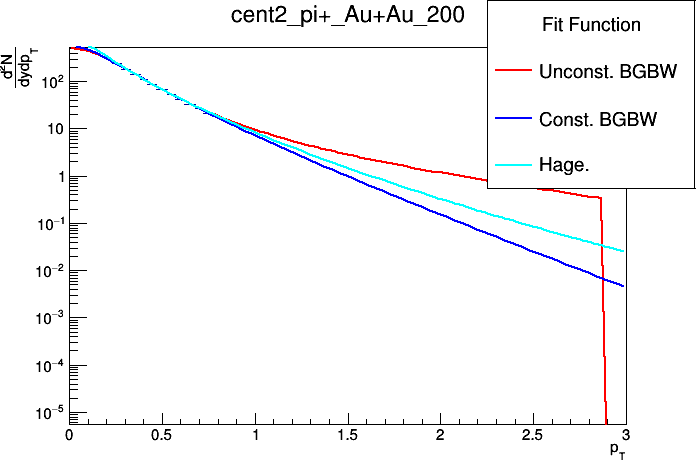 cent2_pi+_Au+Au_200
Fit Function
Unconst. BGBW
Const. BGBW
Hage.
d²N
dydp_T
10²
10
1
10⁻¹
10⁻²
10⁻³
10⁻⁴
10⁻⁵
0 0.5 1 1.5 2 2.5 3
p_T